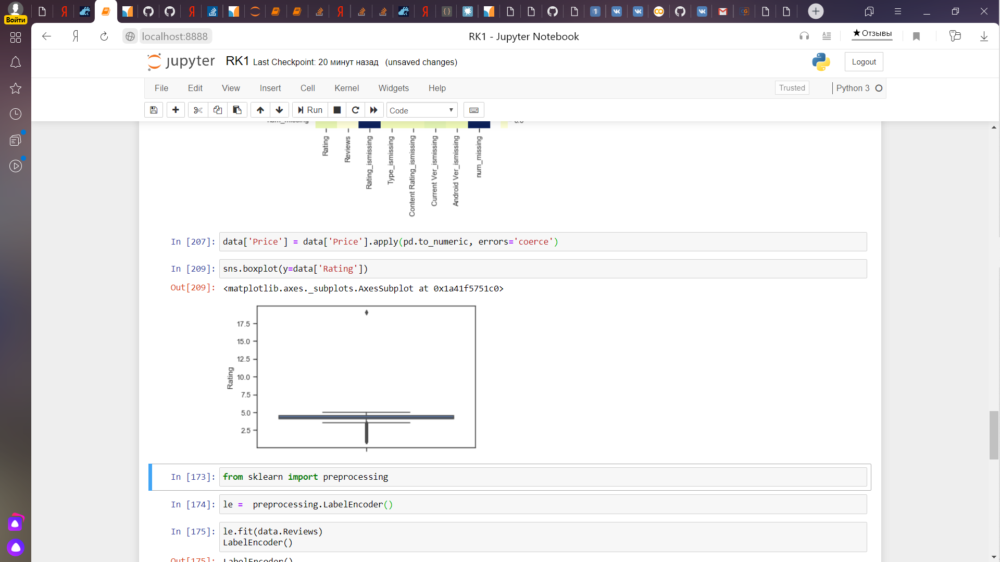 Войти
localhost:8888
RK1 - Jupyter Notebook
★ Отзывы
jupyter RK1 Last Checkpoint: 20 минут назад (unsaved changes)
Logout
File Edit View Insert Cell Kernel Widgets Help
Trusted
Python 3
Run
Code
num_missing
0.0
Rating
Reviews
Rating_ismissing
Type_ismissing
Content Rating_ismissing
Current Ver_ismissing
Android Ver_ismissing
num_missing
In [207]: data['Price'] = data['Price'].apply(pd.to_numeric, errors='coerce')
In [209]: sns.boxplot(y=data['Rating'])
Out[209]: <matplotlib.axes._subplots.AxesSubplot at 0x1a41f5751c0>
17.5
15.0
12.5
10.0
7.5
5.0
2.5
Rating
In [173]: from sklearn import preprocessing
In [174]: le =  preprocessing.LabelEncoder()
In [175]: le.fit(data.Reviews)
LabelEncoder()
Out[175]: LabelEncoder()